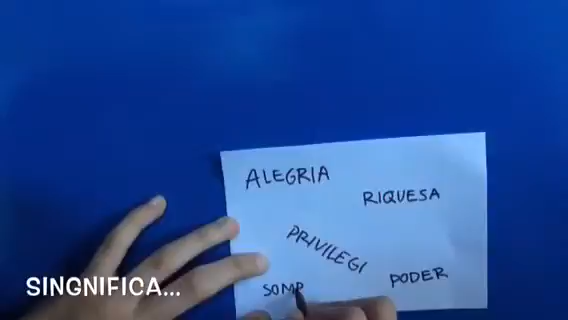 ALEGRIA
RIQUESA
PRIVILEGI
PODER
SOMP
SINGNIFICA...